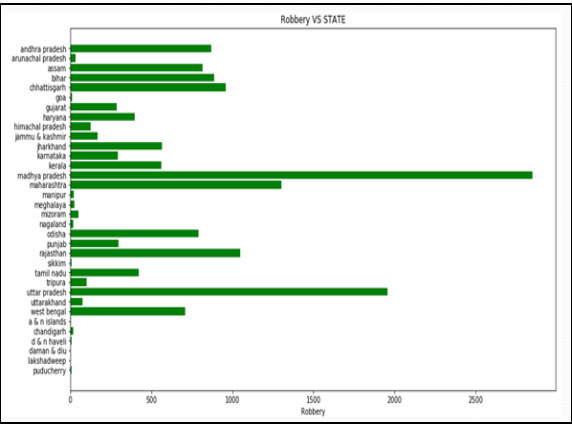 Robbery VS STATE
andhra pradesh
arunachal pradesh
assam
bihar
chhattisgarh
goa
gujarat
haryana
himachal pradesh
jammu & kashmir
jharkhand
karnataka
kerala
madhya pradesh
maharashtra
manipur
meghalaya
mizoram
nagaland
odisha
punjab
rajasthan
sikkim
tamil nadu
tripura
uttar pradesh
uttarakhand
west bengal
a & n islands
chandigarh
d & n haveli
daman & diu
lakshadweep
puducherry
0 500 1000 1500 2000 2500
Robbery